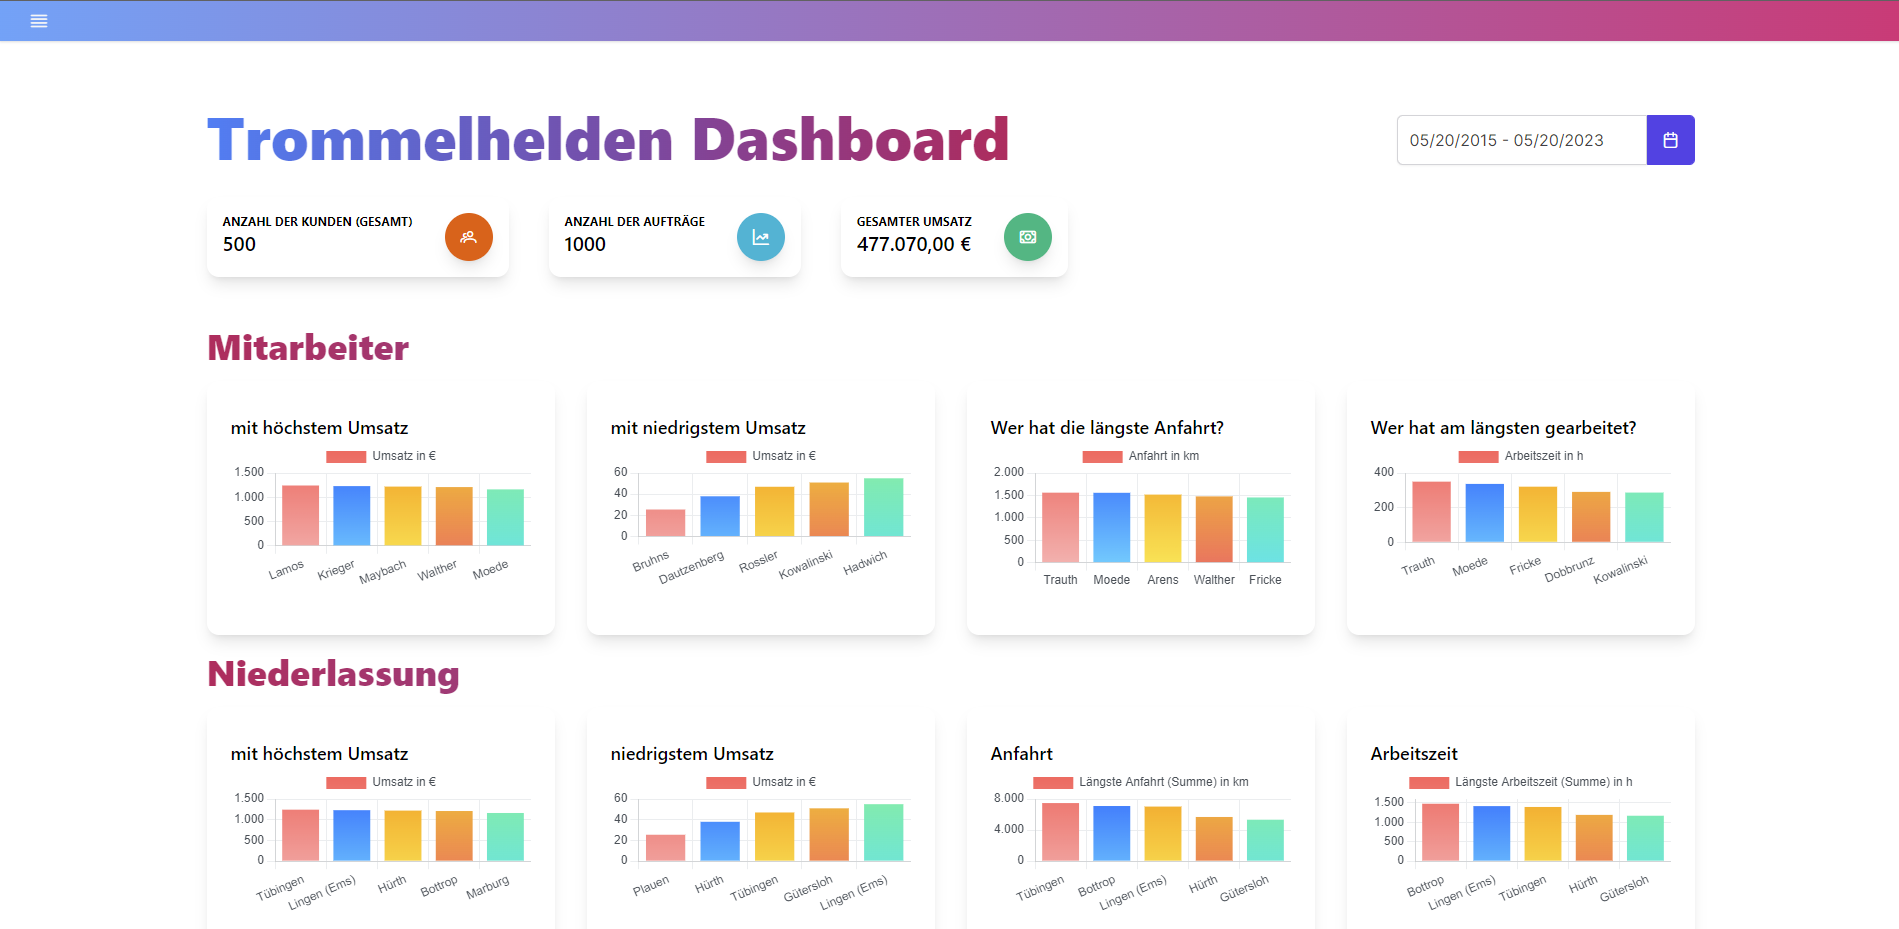 Trommelhelden Dashboard
05/20/2015 - 05/20/2023
ANZAHL DER KUNDEN (GESAMT)
500
ANZAHL DER AUFTRÄGE
1000
GESAMTER UMSATZ
477.070,00 €
Mitarbeiter
mit höchstem Umsatz
Umsatz in €
1.500
1.000
500
0
Lamos Krieger Maybach Walther Moede
mit niedrigstem Umsatz
Umsatz in €
60
40
20
0
Bruhns Dautzenberg Rossler Kowalinski Hadwich
Wer hat die längste Anfahrt?
Anfahrt in km
2.000
1.500
1.000
500
0
Trauth Moede Arens Walther Fricke
Wer hat am längsten gearbeitet?
Arbeitszeit in h
400
200
0
Trauth Moede Fricke Dobbrunz Kowalinski
Niederlassung
mit höchstem Umsatz
Umsatz in €
1.500
1.000
500
0
Tübingen Lingen (Ems) Hürth Bottrop Marburg
niedrigstem Umsatz
Umsatz in €
60
40
20
0
Plauen Hürth Tübingen Gütersloh Lingen (Ems)
Anfahrt
Längste Anfahrt (Summe) in km
8.000
4.000
0
Tübingen Bottrop Lingen (Ems) Hürth Gütersloh
Arbeitszeit
Längste Arbeitszeit (Summe) in h
1.500
1.000
500
0
Bottrop Lingen (Ems) Tübingen Hürth Gütersloh